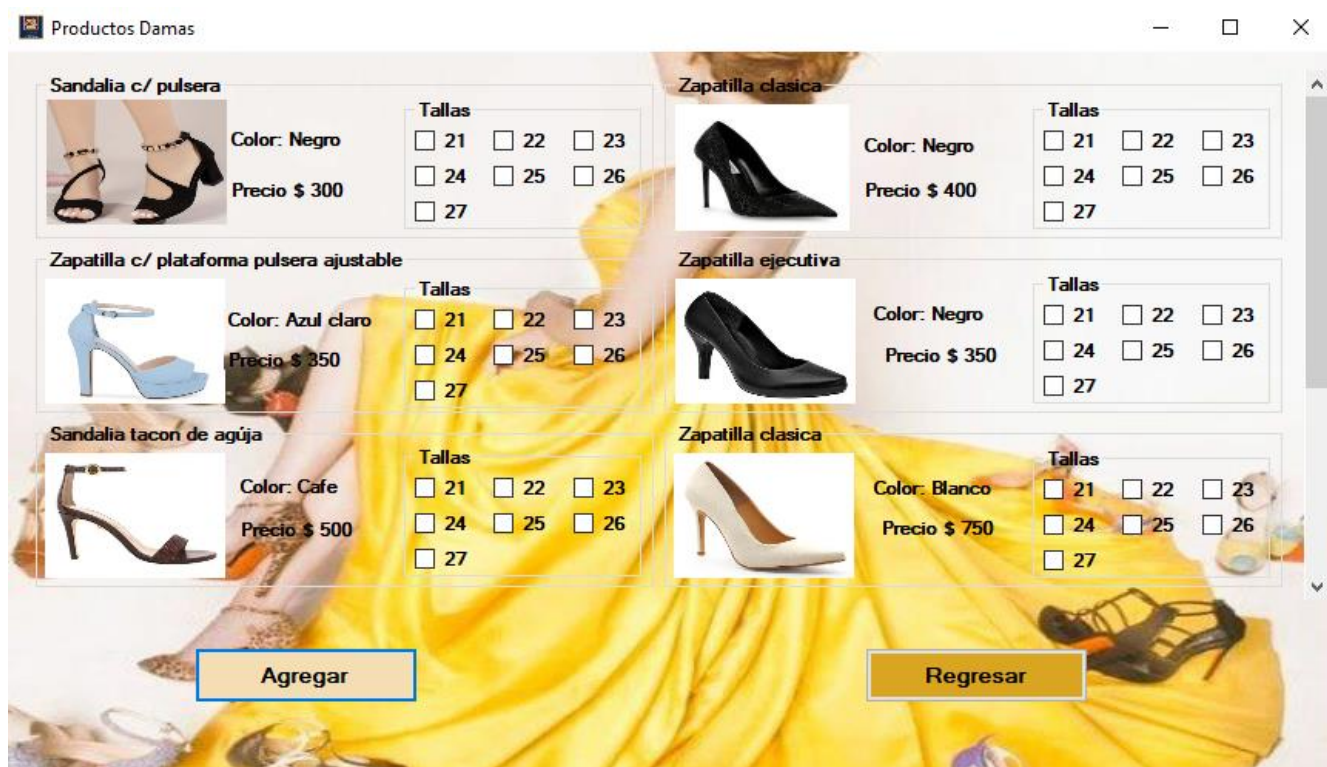 Productos Damas
Sandalia c/ pulsera
Color: Negro
Precio $ 300
Tallas
21 22 23
24 25 26
27
Zapatilla clasica
Color: Negro
Precio $ 400
Tallas
21 22 23
24 25 26
27
Zapatilla c/ plataforma pulsera ajustable
Color: Azul claro
Precio $ 350
Tallas
21 22 23
24 25 26
27
Zapatilla ejecutiva
Color: Negro
Precio $ 350
Tallas
21 22 23
24 25 26
27
Sandalia tacon de agúja
Color: Cafe
Precio $ 500
Tallas
21 22 23
24 25 26
27
Zapatilla clasica
Color: Blanco
Precio $ 750
Tallas
21 22 23
24 25 26
27
Agregar
Regresar